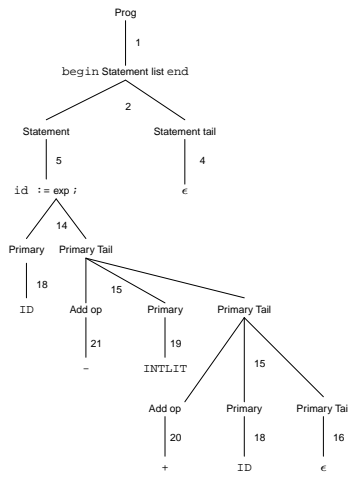 Prog
1
begin Statement list end
2
Statement Statement tail
5 4
id := exp ; ϵ
14
Primary Primary Tail
18 15
ID Add op Primary Primary Tail
21 19 15
- INTLIT
Add op Primary Primary Tai
20 18 16
+ ID ϵ